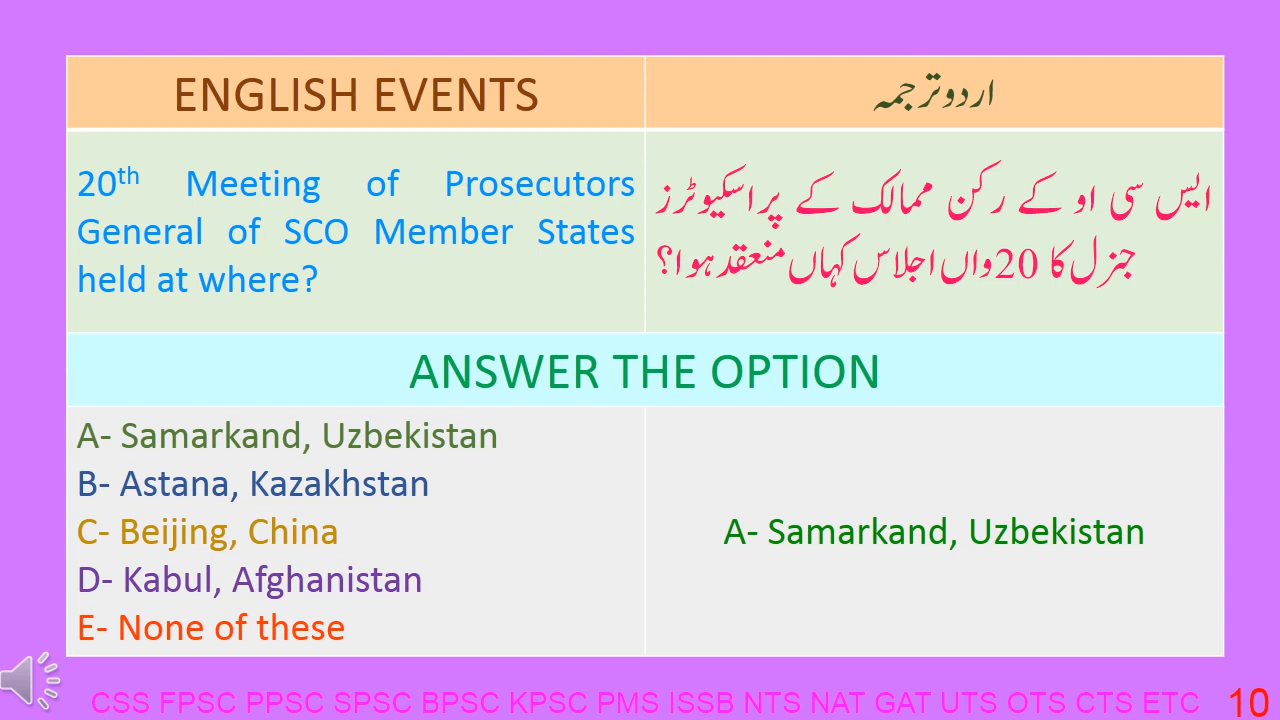 ENGLISH EVENTS
اردو ترجمہ
20th Meeting of Prosecutors
General of SCO Member States
held at where?
ایس سی او کے رکن ممالک کے پراسکیوٹرز
جنرل کا 20واں اجلاس کہاں منعقد ہوا؟
ANSWER THE OPTION
A- Samarkand, Uzbekistan
B- Astana, Kazakhstan
C- Beijing, China
D- Kabul, Afghanistan
E- None of these
A- Samarkand, Uzbekistan
CSS FPSC PPSC SPSC BPSC KPSC PMS ISSB NTS NAT GAT UTS OTS CTS ETC 10